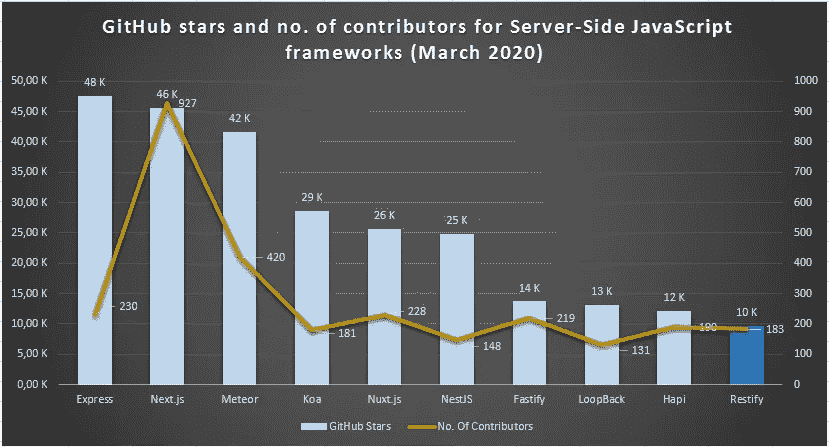 GitHub stars and no. of contributors for Server-Side JavaScript
frameworks (March 2020)
50,00 K
45,00 K
40,00 K
35,00 K
30,00 K
25,00 K
20,00 K
15,00 K
10,00 K
5,00 K
0,00 K
48 K
46 K
42 K
29 K
26 K
25 K
14 K
13 K
12 K
10 K
230
927
420
181
228
148
219
131
190
183
1000
900
800
700
600
500
400
300
200
100
0
Express Next.js Meteor Koa Nuxt.js NestJS Fastify LoopBack Hapi Restify
GitHub Stars No. Of Contributors